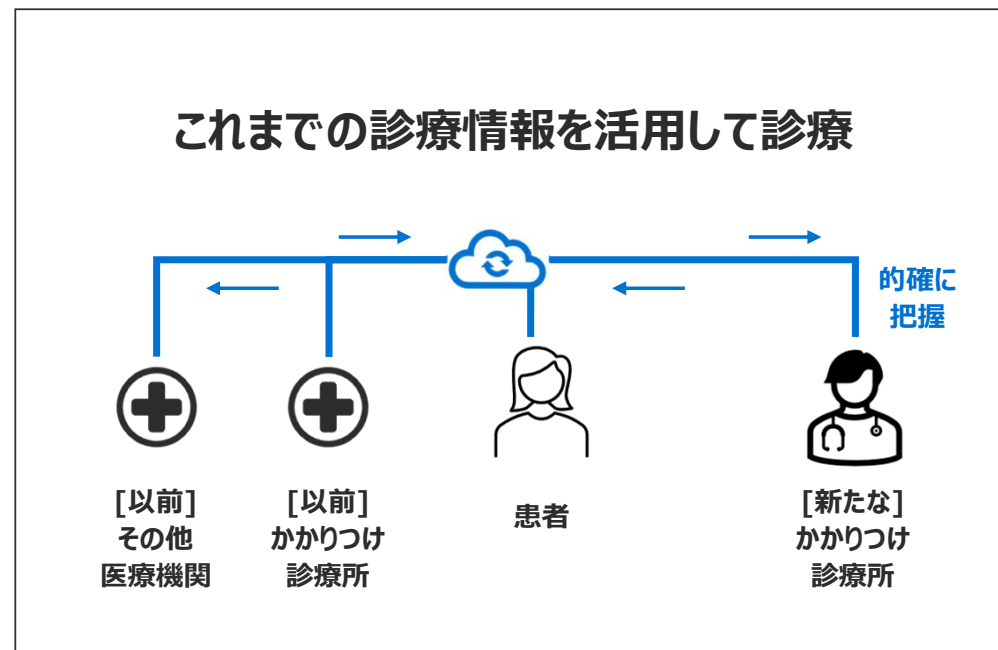 これまでの診療情報を活用して診療
的確に
把握
[以前]
その他
医療機関
[以前]
かかりつけ
診療所
患者
[新たな]
かかりつけ
診療所